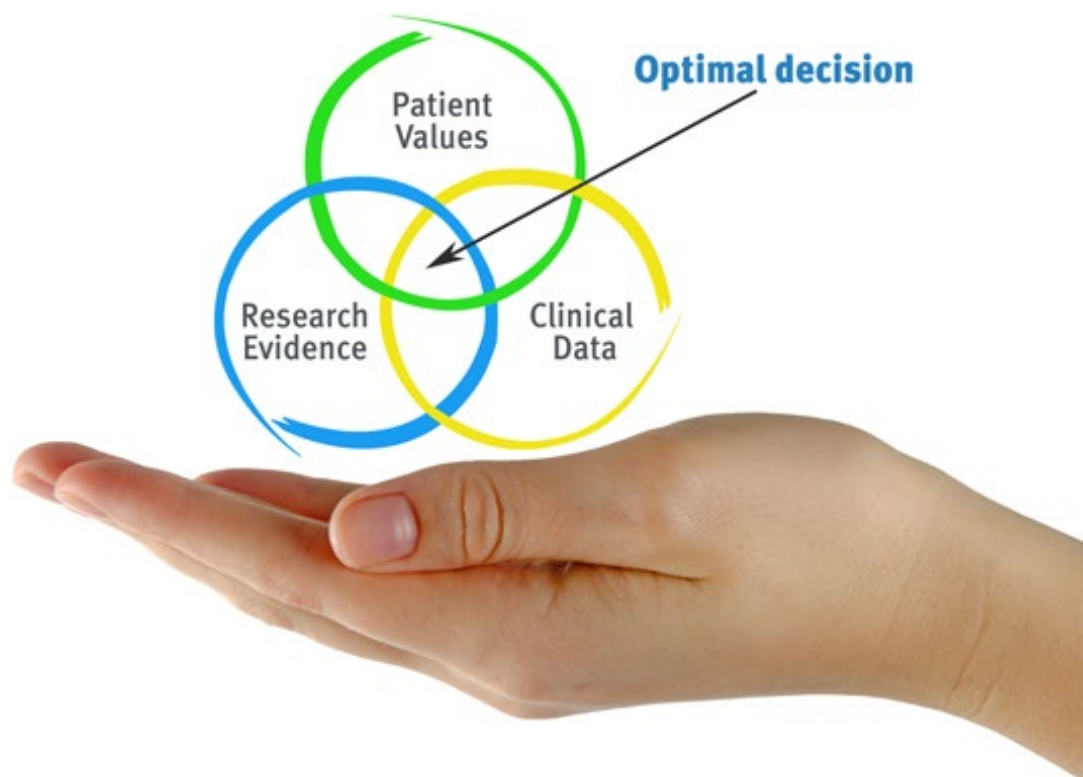 Optimal decision
Patient
Values
Research
Evidence
Clinical
Data